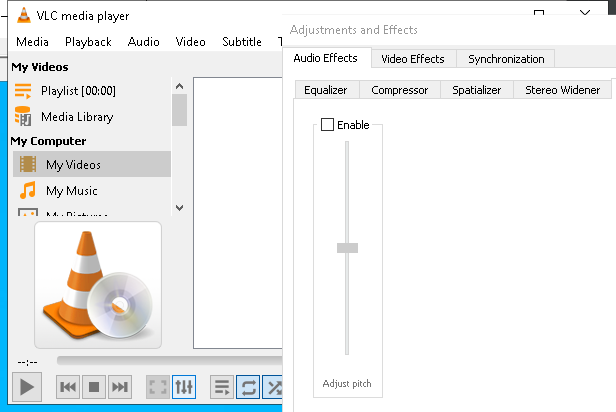 VLC media player
Media Playback Audio Video Subtitle
My Videos
Playlist [00:00]
Media Library
My Computer
My Videos
My Music
My Pictures
--:--
Adjustments and Effects
Audio Effects Video Effects Synchronization
Equalizer Compressor Spatializer Stereo Widener
Enable
Adjust pitch